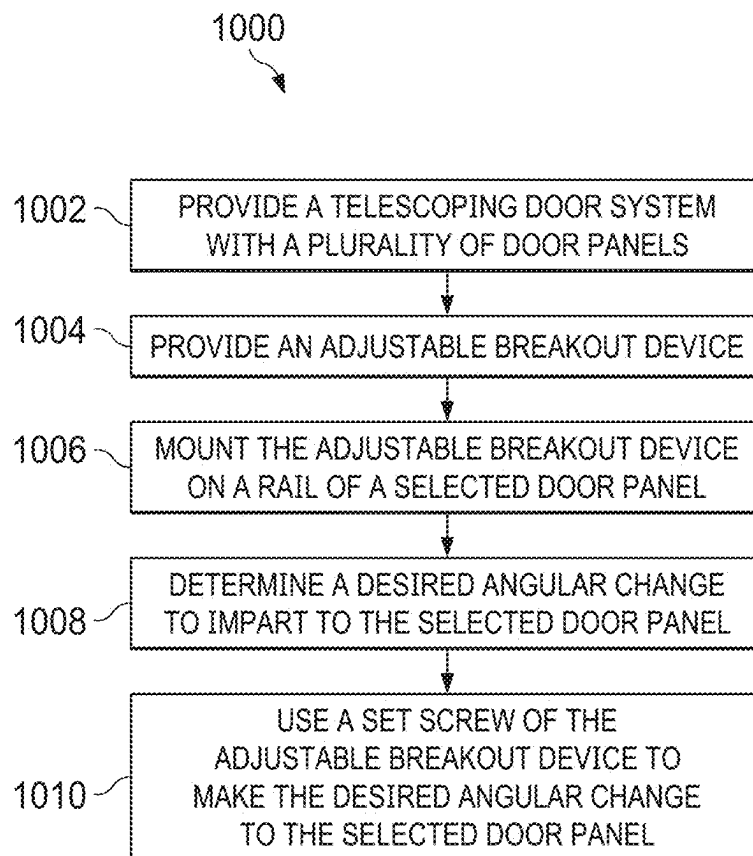 1000
1002
PROVIDE A TELESCOPING DOOR SYSTEM
WITH A PLURALITY OF DOOR PANELS
1004
PROVIDE AN ADJUSTABLE BREAKOUT DEVICE
1006
MOUNT THE ADJUSTABLE BREAKOUT DEVICE
ON A RAIL OF A SELECTED DOOR PANEL
1008
DETERMINE A DESIRED ANGULAR CHANGE
TO IMPART TO THE SELECTED DOOR PANEL
1010
USE A SET SCREW OF THE
ADJUSTABLE BREAKOUT DEVICE TO
MAKE THE DESIRED ANGULAR CHANGE
TO THE SELECTED DOOR PANEL